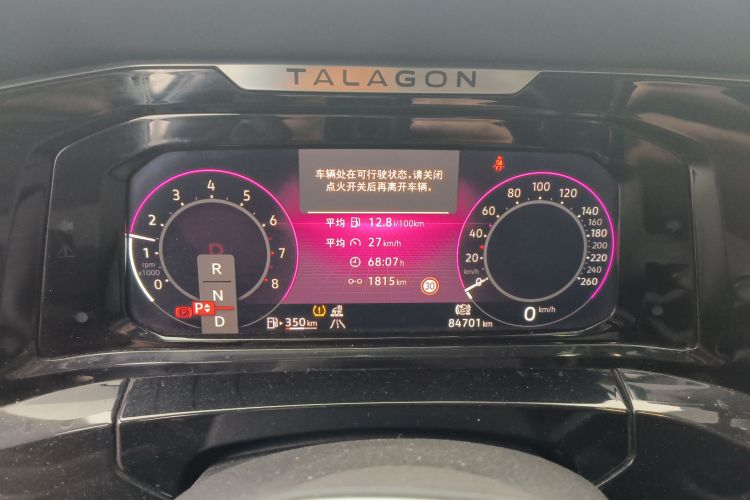 TALAGON
车辆处在可行驶状态。请关闭
点火开关后再离开车辆。
平均 12.8 l/100km
平均 27 km/h
68:07 h
1815 km
30
0 1 2 3 4 5 6 7 8
rpm
x1000
P
R
N
D
P
P
350 km
0 20 40 60 80 100 120 140 160 180 200 220 240 260
0 km/h
84701 km